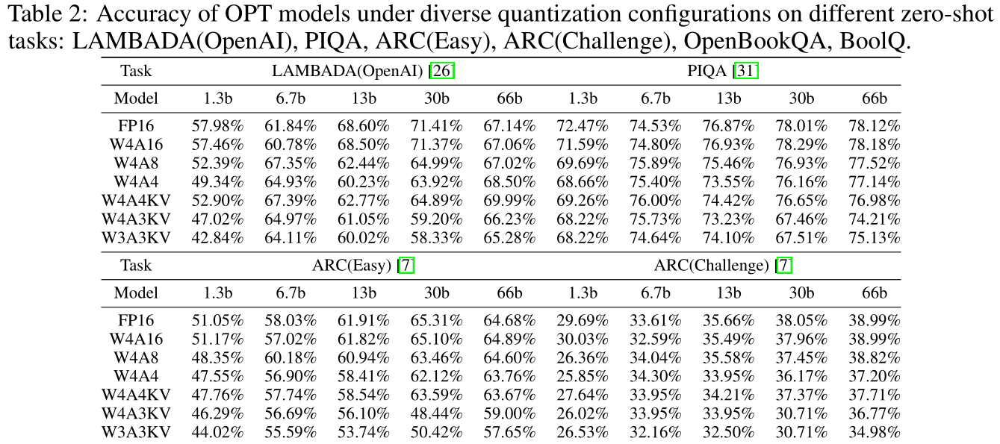 Table 2: Accuracy of OPT models under diverse quantization configurations on different zero-shot
tasks: LAMBADA(OpenAI), PIQA, ARC(Easy), ARC(Challenge), OpenBookQA, BoolQ.
Task LAMBADA(OpenAI) [26] PIQA [31]
Model 1.3b 6.7b 13b 30b 66b 1.3b 6.7b 13b 30b 66b
FP16 57.98% 61.84% 68.60% 71.41% 67.14% 72.47% 74.53% 76.87% 78.01% 78.12%
W4A16 57.46% 60.78% 68.50% 71.37% 67.06% 71.59% 74.80% 76.93% 78.29% 78.18%
W4A8 52.39% 67.35% 62.44% 64.99% 67.02% 69.69% 75.89% 75.46% 76.93% 77.52%
W4A4 49.34% 64.93% 60.23% 63.92% 68.50% 68.66% 75.40% 73.55% 76.16% 77.14%
W4A4KV 52.90% 67.39% 62.77% 64.89% 69.99% 69.26% 76.00% 74.42% 76.65% 76.98%
W4A3KV 47.02% 64.97% 61.05% 59.20% 66.23% 68.22% 75.73% 73.23% 67.46% 74.21%
W3A3KV 42.84% 64.11% 60.02% 58.33% 65.28% 68.22% 74.64% 74.10% 67.51% 75.13%
Task ARC(Easy) [7] ARC(Challenge) [7]
Model 1.3b 6.7b 13b 30b 66b 1.3b 6.7b 13b 30b 66b
FP16 51.05% 58.03% 61.91% 65.31% 64.68% 29.69% 33.61% 35.66% 38.05% 38.99%
W4A16 51.17% 57.02% 61.82% 65.10% 64.89% 30.03% 32.59% 35.49% 37.96% 38.99%
W4A8 48.35% 60.18% 60.94% 63.46% 64.60% 26.36% 34.04% 35.58% 37.45% 38.82%
W4A4 47.55% 56.90% 58.41% 62.12% 63.76% 25.85% 34.30% 33.95% 36.17% 37.20%
W4A4KV 47.76% 57.74% 58.54% 63.59% 63.67% 27.64% 33.95% 34.21% 37.37% 37.71%
W4A3KV 46.29% 56.69% 56.10% 48.44% 59.00% 26.02% 33.95% 33.95% 30.71% 36.77%
W3A3KV 44.02% 55.59% 53.74% 50.42% 57.65% 26.53% 32.16% 32.50% 30.71% 34.98%